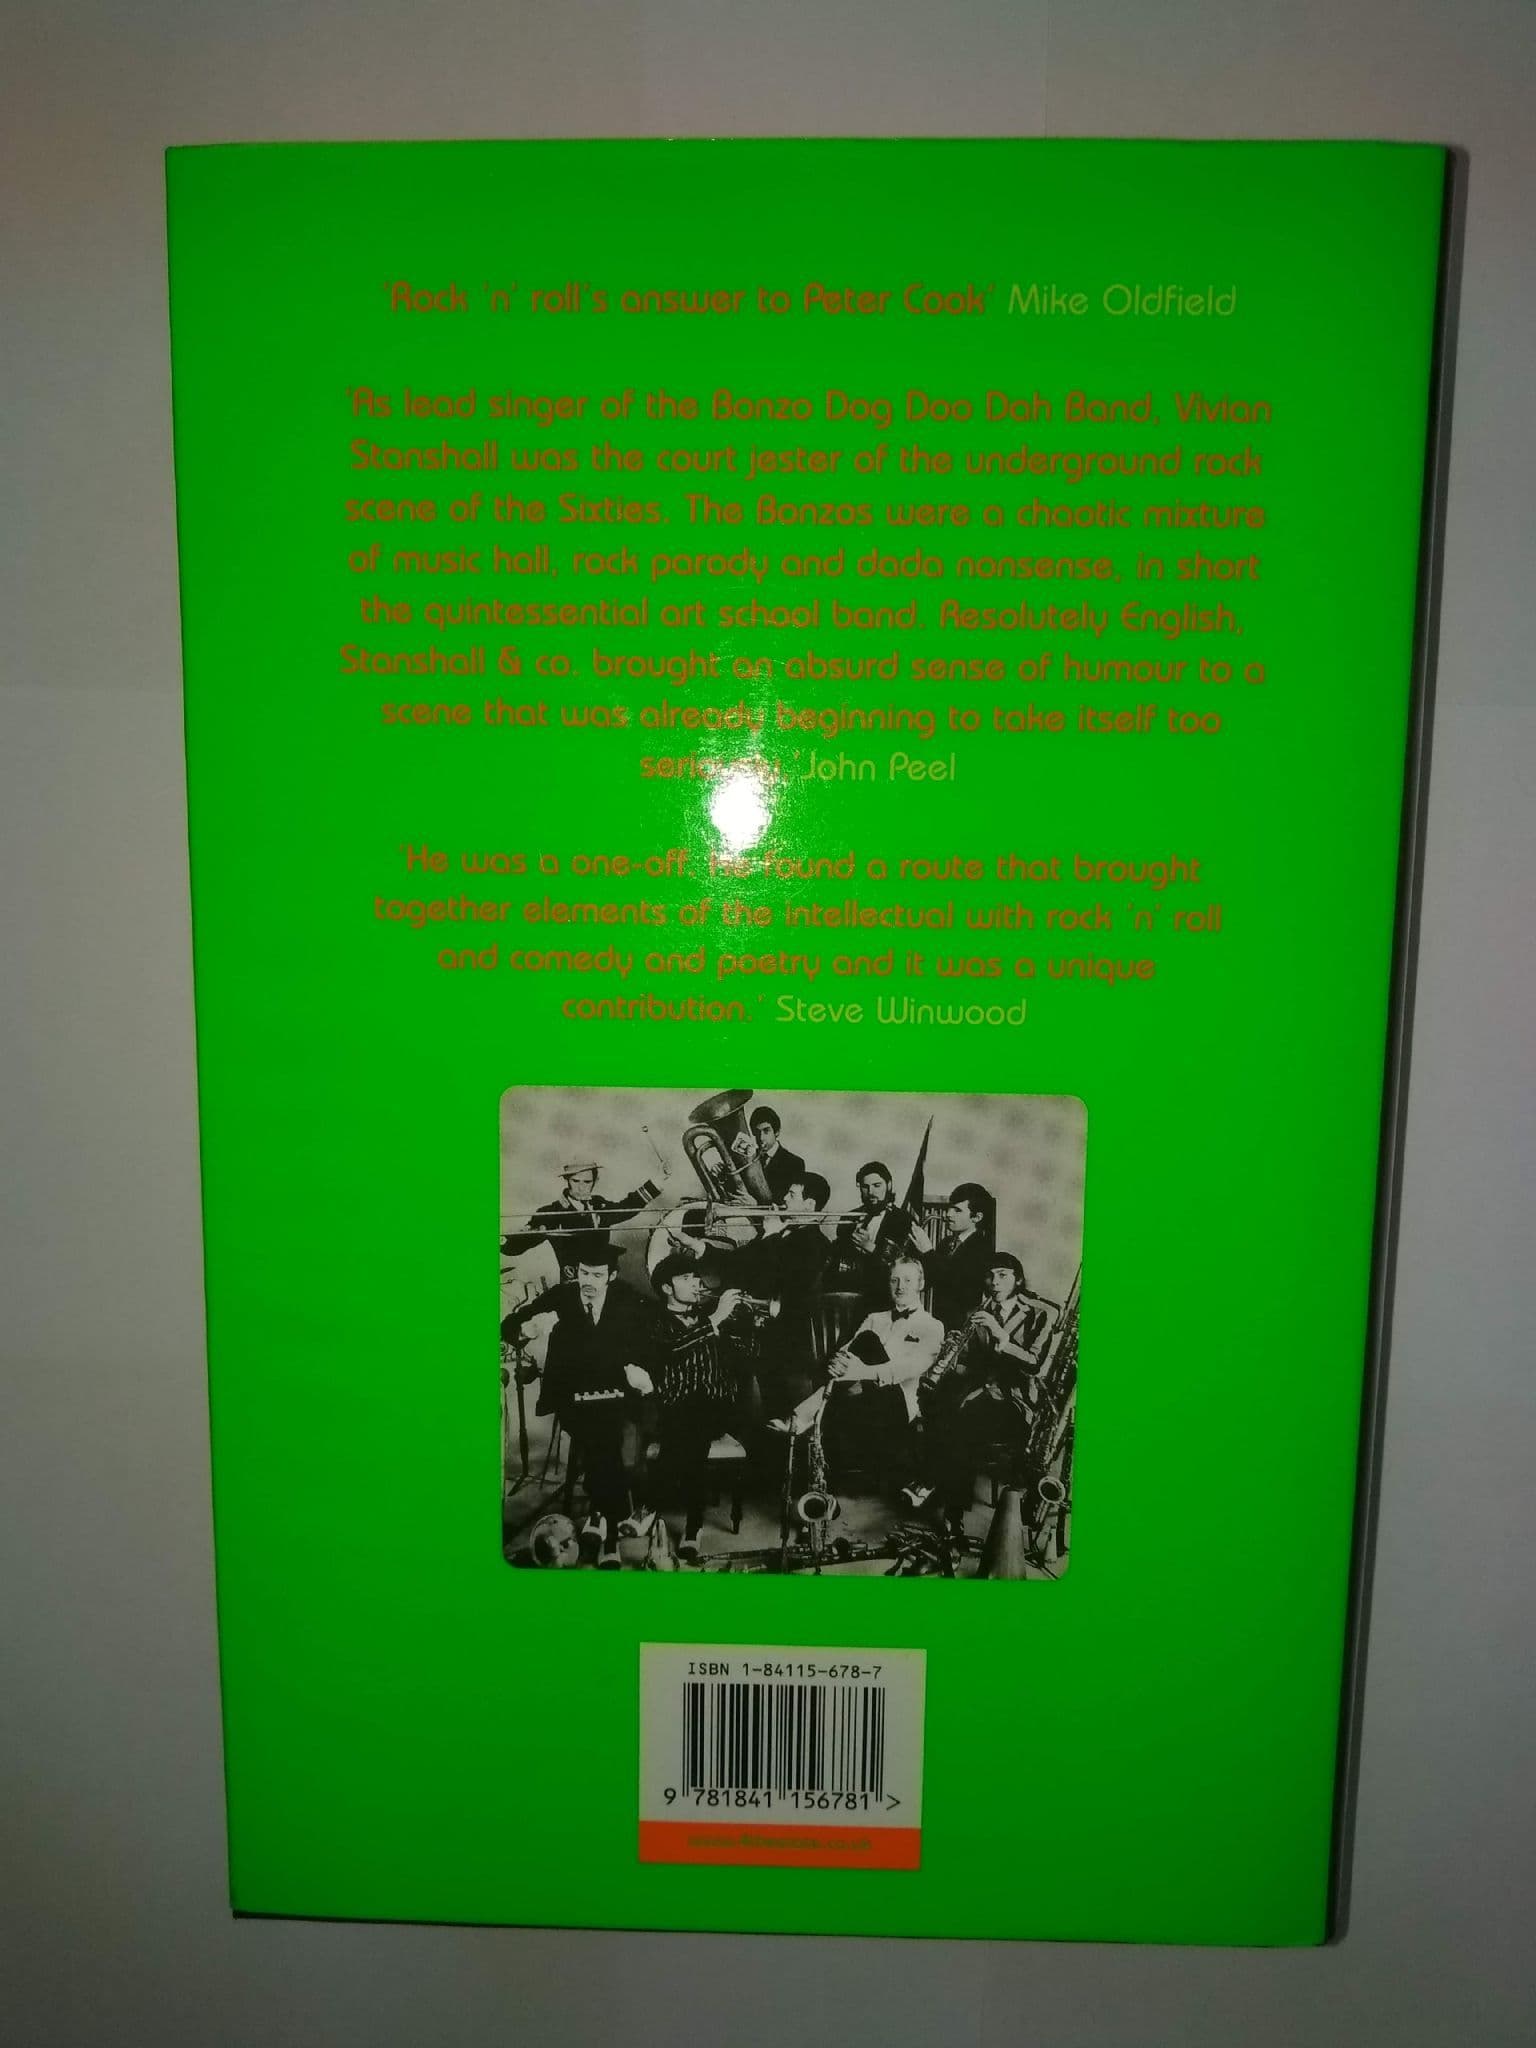 'Rock 'n' roll's answer to Peter Cook' Mike Oldfield
'As lead singer of the Bonzo Dog Doo Dah Band, Vivian
Stanshall was the court jester of the underground rock
scene of the Sixties. The Bonzos were a chaotic mixture
of music hall, rock parody and dada nonsense, in short
the quintessential art school band. Resolutely English,
Stanshall & co. brought an absurd sense of humour to a
scene that was already beginning to take itself too
seriously.' John Peel
'He was a one-off. He found a route that brought
together elements of the intellectual with rock 'n' roll
and comedy and poetry and it was a unique
contribution.' Steve Winwood
ISBN 1-84115-678-7
9 781841 156781 >